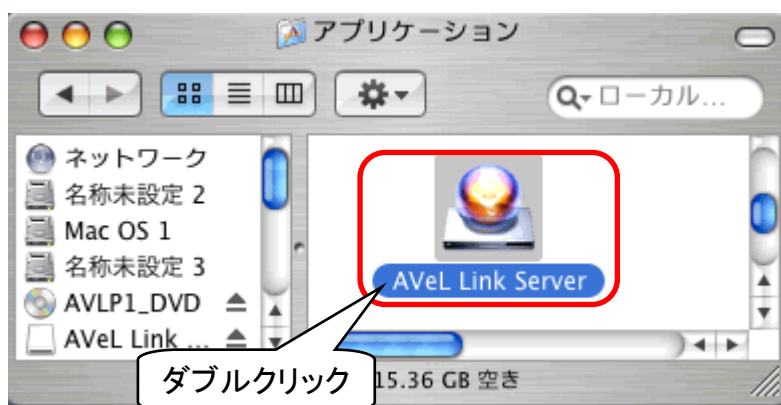 アプリケーション
ローカル...
ネットワーク
名称未設定 2
Mac OS 1
名称未設定 3
AVLP1_DVD
AVeL Link ...
AVeL Link Server
ダブルクリック
15.36 GB 空き